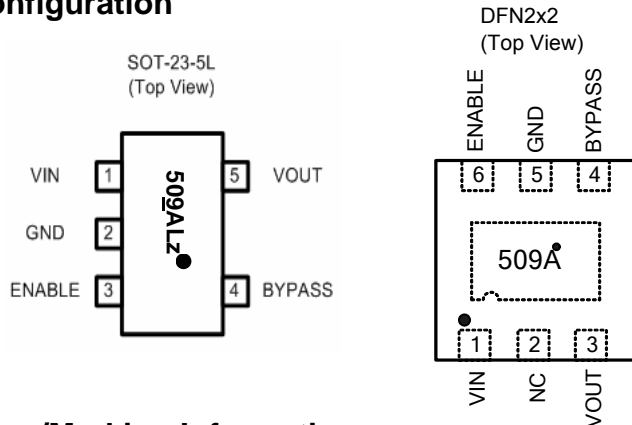 onfiguration
SOT-23-5L
(Top View)
VIN 1
GND 2
ENABLE 3
509ALz
5 VOUT
4 BYPASS
DFN2x2
(Top View)
ENABLE GND BYPASS
6 5 4
509A
1 2 3
VIN NC VOUT